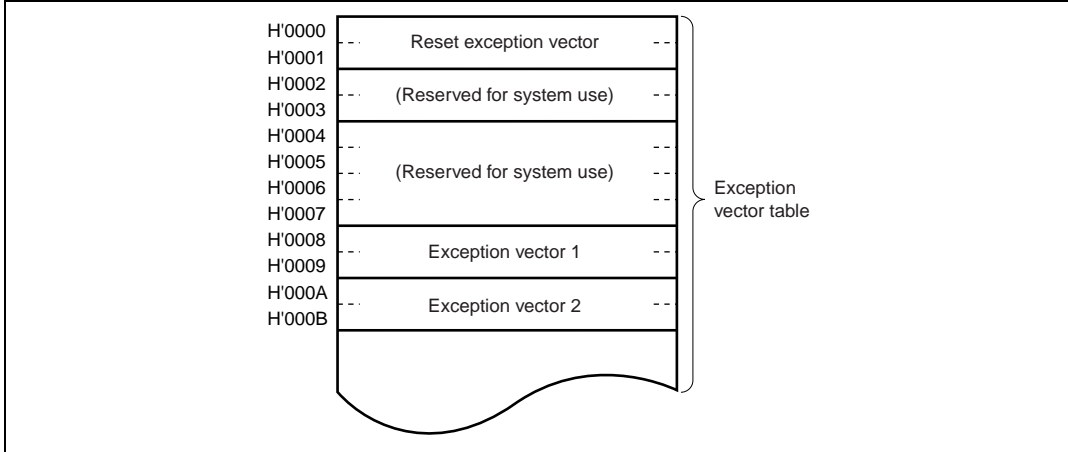 H'0000
H'0001
Reset exception vector
H'0002
H'0003
(Reserved for system use)
H'0004
H'0005
H'0006
H'0007
(Reserved for system use)
H'0008
H'0009
Exception vector 1
H'000A
H'000B
Exception vector 2
Exception
vector table